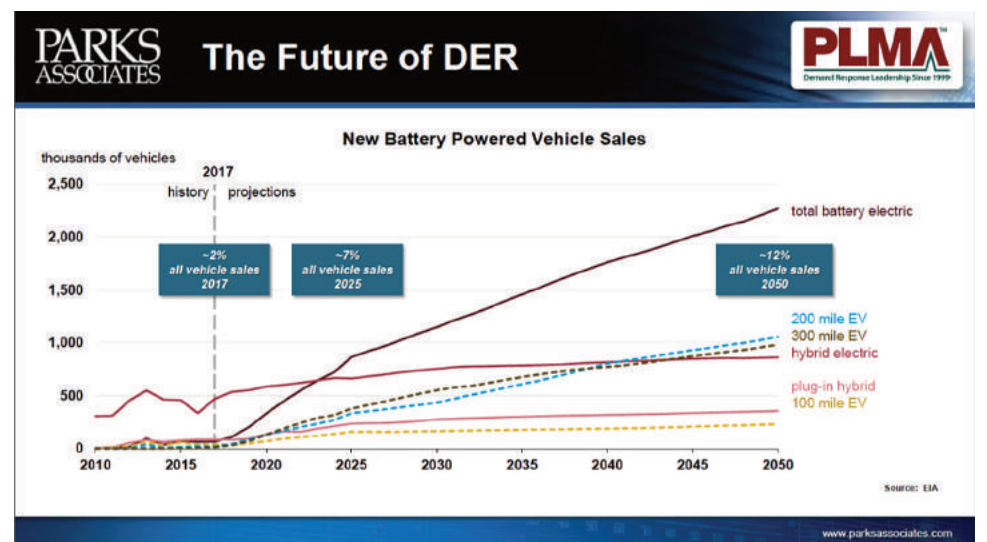 PARKS
ASSOCIATES
The Future of DER
PLMA
TM
Demand Response Leadership Since 1999
New Battery Powered Vehicle Sales
thousands of vehicles
2017
history
projections
2,500
2,000
1,500
1,000
500
0
~2%
all vehicle sales
2017
~7%
all vehicle sales
2025
~12%
all vehicle sales
2050
total battery electric
200 mile EV
300 mile EV
hybrid electric
plug-in hybrid
100 mile EV
2010
2015
2020
2025
2030
2035
2040
2045
2050
Source: EIA
www.parksassociates.com